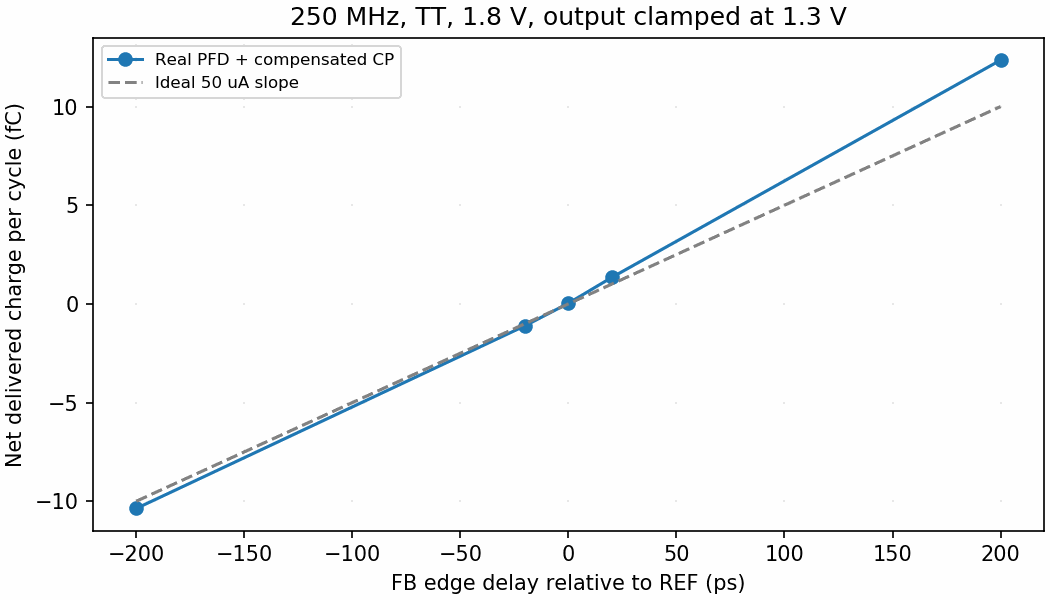 250 MHz, TT, 1.8 V, output clamped at 1.3 V
Real PFD + compensated CP
Ideal 50 uA slope
Net delivered charge per cycle (fC)
10
5
0
−5
−10
−200 −150 −100 −50 0 50 100 150 200
FB edge delay relative to REF (ps)